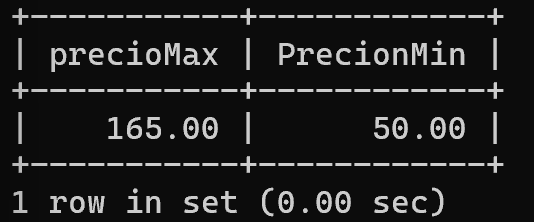 +-----------+------------+
| precioMax | PrecionMin |
+-----------+------------+
|    165.00 |      50.00 |
+-----------+------------+
1 row in set (0.00 sec)